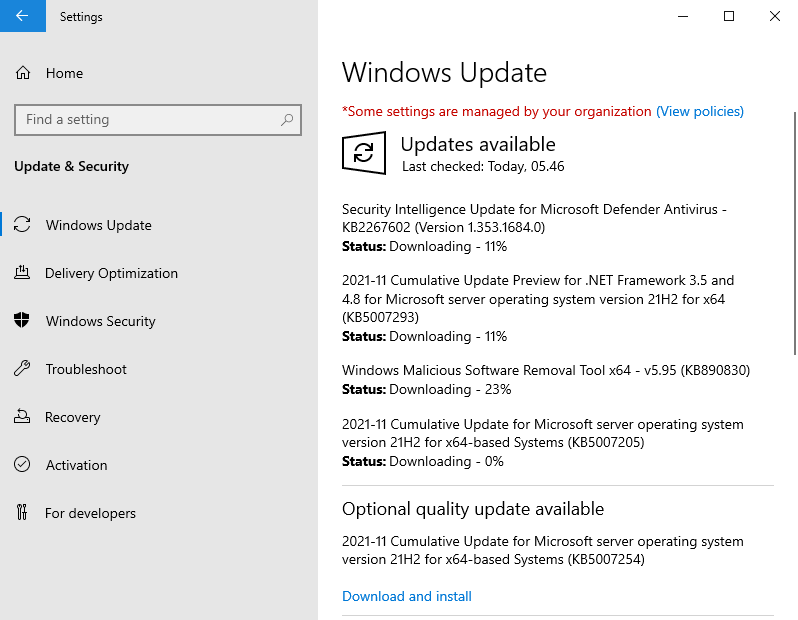 Settings
Home
Find a setting
Update & Security
Windows Update
Delivery Optimization
Windows Security
Troubleshoot
Recovery
Activation
For developers
Windows Update
*Some settings are managed by your organization (View policies)
Updates available
Last checked: Today, 05.46
Security Intelligence Update for Microsoft Defender Antivirus -
KB2267602 (Version 1.353.1684.0)
Status: Downloading - 11%
2021-11 Cumulative Update Preview for .NET Framework 3.5 and
4.8 for Microsoft server operating system version 21H2 for x64
(KB5007293)
Status: Downloading - 11%
Windows Malicious Software Removal Tool x64 - v5.95 (KB890830)
Status: Downloading - 23%
2021-11 Cumulative Update for Microsoft server operating system
version 21H2 for x64-based Systems (KB5007205)
Status: Downloading - 0%
Optional quality update available
2021-11 Cumulative Update for Microsoft server operating system
version 21H2 for x64-based Systems (KB5007254)
Download and install